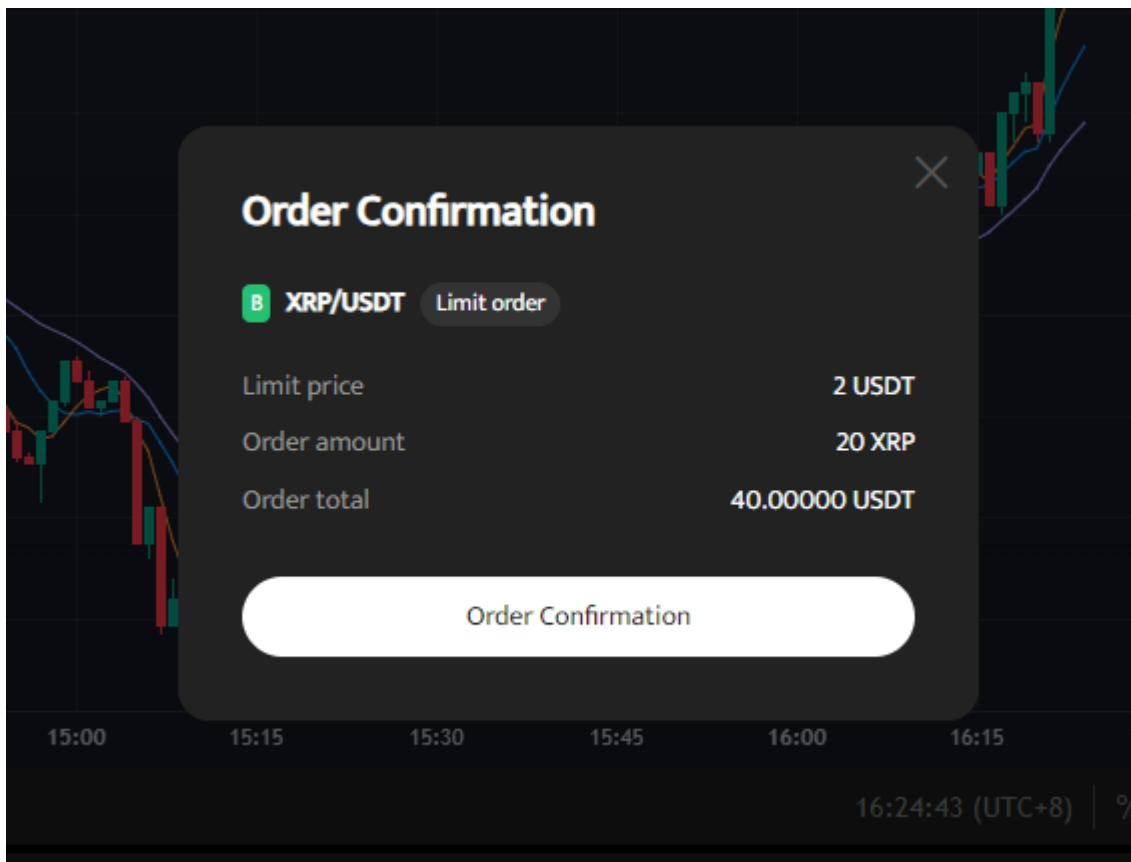 Order Confirmation
B XRP/USDT Limit order
Limit price 2 USDT
Order amount 20 XRP
Order total 40.00000 USDT
Order Confirmation
15:00 15:15 15:30 15:45 16:00 16:15
16:24:43 (UTC+8) %